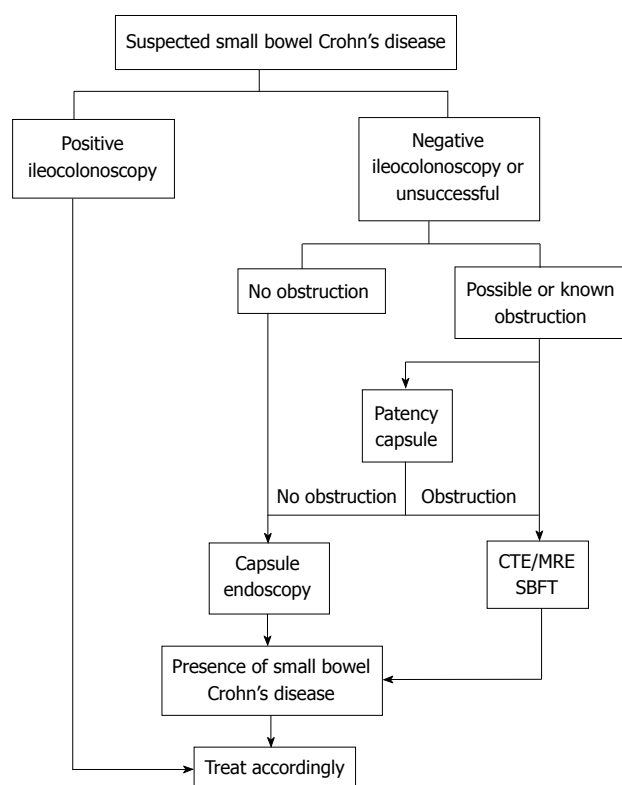 Suspected small bowel Crohn’s disease
Positive
ileocolonoscopy
Negative
ileocolonoscopy or
unsuccessful
No obstruction
Possible or known
obstruction
Patency
capsule
No obstruction
Obstruction
Capsule
endoscopy
CTE/MRE
SBFT
Presence of small bowel
Crohn’s disease
Treat accordingly